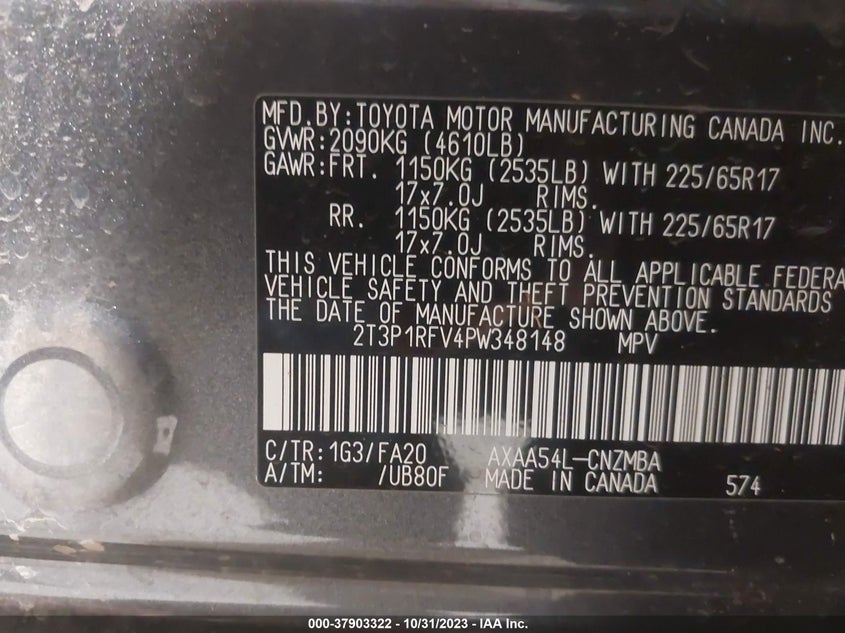 MFD.BY:TOYOTA MOTOR MANUFACTURING CANADA INC.
GVWR:2090KG (4610LB)
GAWR:FRT. 1150KG (2535LB) WITH 225/65R17
17x7.0J RIMS.
RR. 1150KG (2535LB) WITH 225/65R17
17x7.0J RIMS.
THIS VEHICLE CONFORMS TO ALL APPLICABLE FEDERA
VEHICLE SAFETY AND THEFT PREVENTION STANDARDS
THE DATE OF MANUFACTURE SHOWN ABOVE.
2T3P1RFV4PW348148 MPV
C/TR:1G3/FA20 AXAA54L-CNZMBA
A/TM: /UB80F MADE IN CANADA 574
000-37903322 - 10/31/2023 - IAA Inc.